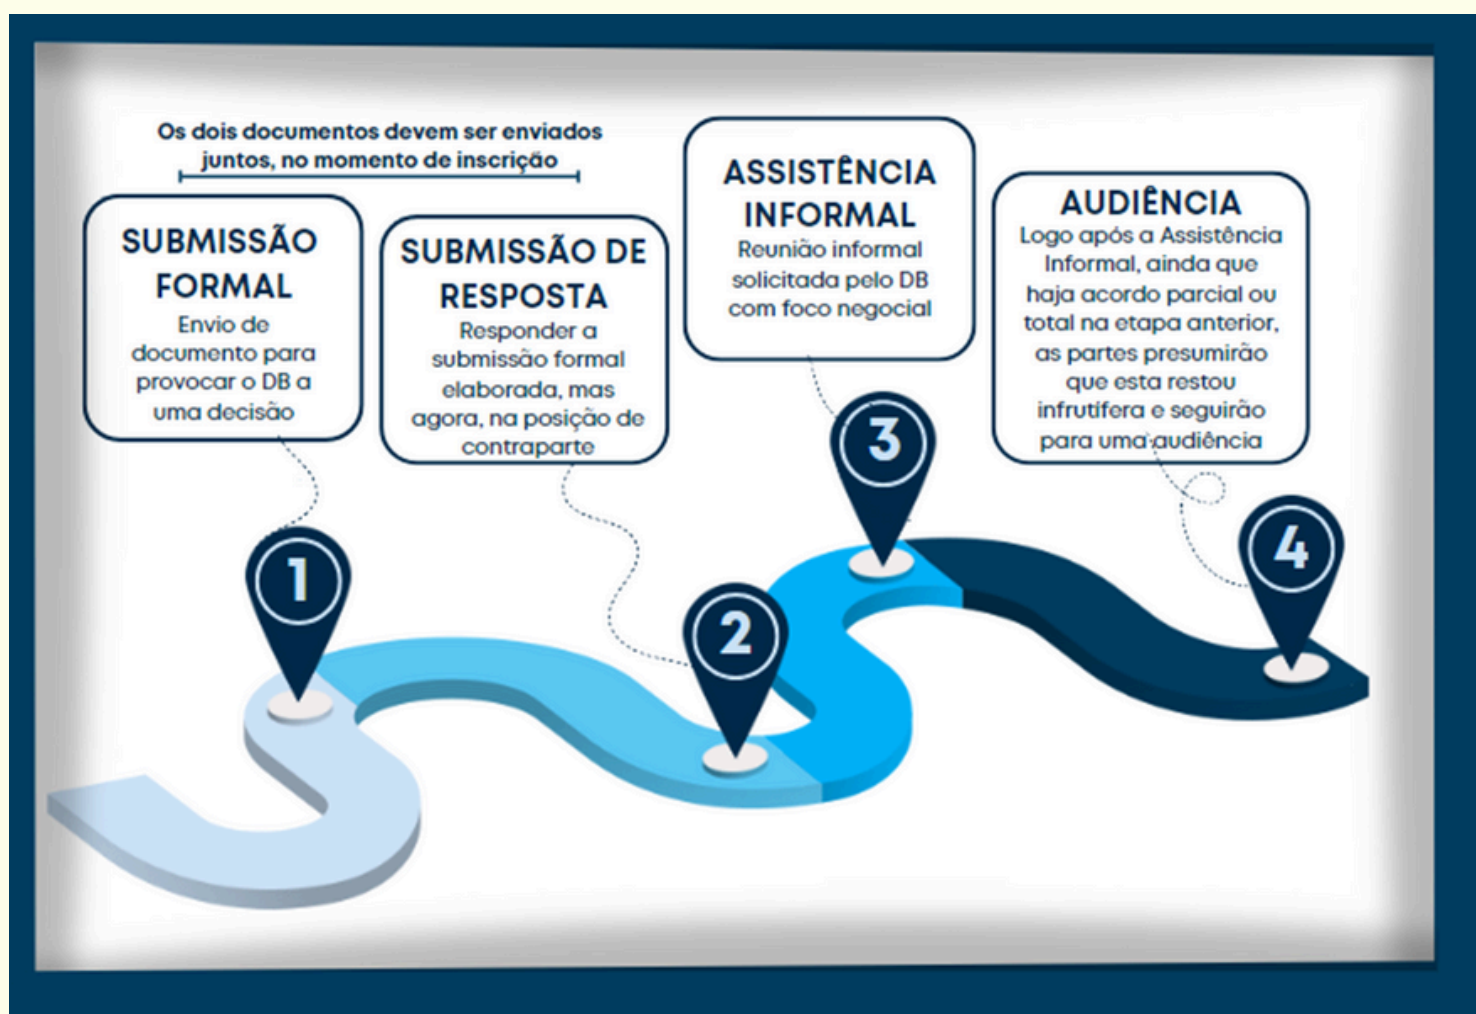 Os dois documentos devem ser enviados
juntos, no momento de inscrição
SUBMISSÃO
FORMAL
Envio de
documento para
provocar o DB a
uma decisão
SUBMISSÃO DE
RESPOSTA
Responder a
submissão formal
elaborada, mas
agora, na posição de
contraparte
ASSISTÊNCIA
INFORMAL
Reunião informal
solicitada pelo DB
com foco negocial
AUDIÊNCIA
Logo após a Assistência
Informal, ainda que
haja acordo parcial ou
total na etapa anterior,
as partes presumirão
que esta restou
infrutífera e seguirão
para uma audiência
1
2
3
4